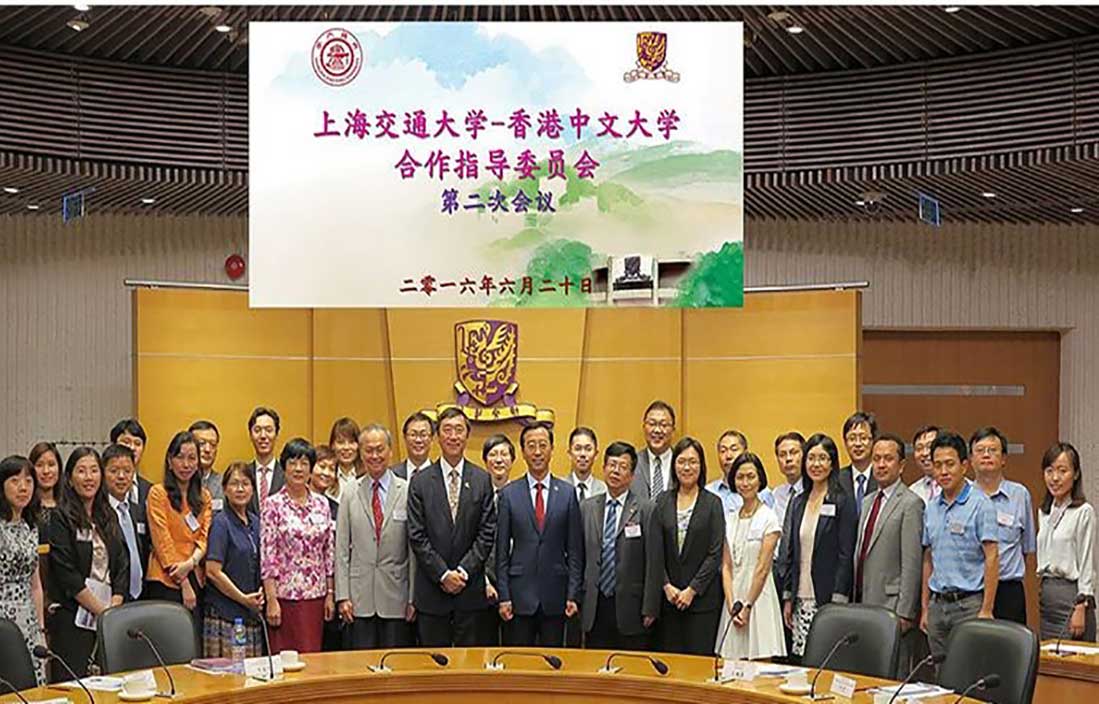 上海交通大学-香港中文大学
合作指导委员会
第二次会议
二零一六年六月二十日